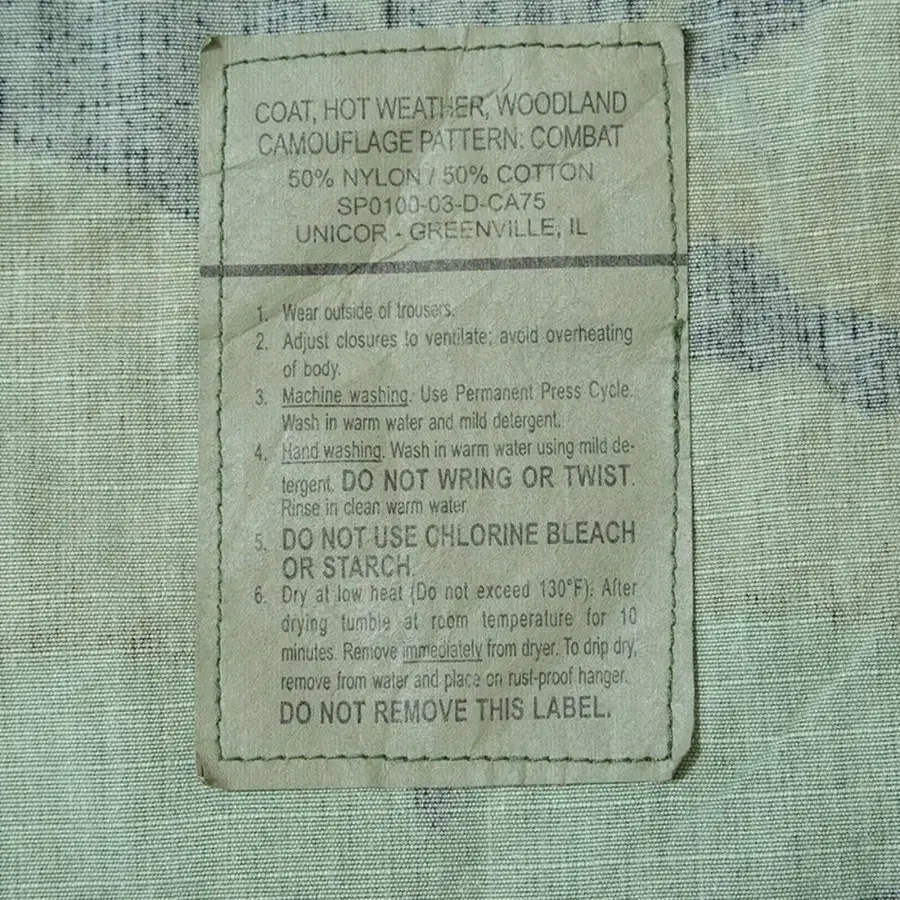 COAT, HOT WEATHER, WOODLAND
CAMOUFLAGE PATTERN: COMBAT
50% NYLON / 50% COTTON
SP0100-03-D-CA75
UNICOR - GREENVILLE, IL
1. Wear outside of trousers.
2. Adjust closures to ventilate; avoid overheating
of body.
3. Machine washing. Use Permanent Press Cycle.
Wash in warm water and mild detergent.
4. Hand washing. Wash in warm water using mild de-
tergent. DO NOT WRING OR TWIST.
Rinse in clean warm water
5. DO NOT USE CHLORINE BLEACH
OR STARCH.
6. Dry at low heat (Do not exceed 130°F). After
drying tumble at room temperature for 10
minutes. Remove immediately from dryer. To drip dry,
remove from water and place on rust-proof hanger.
DO NOT REMOVE THIS LABEL.